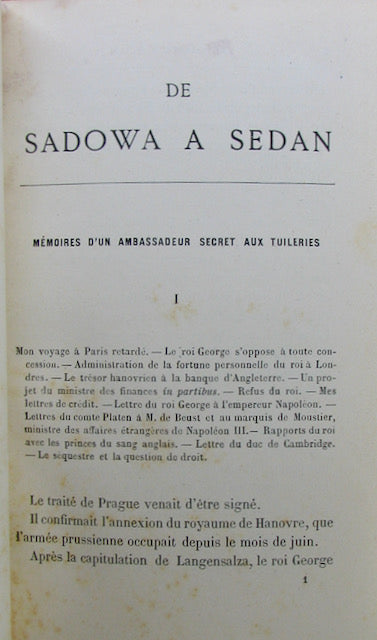 DE
SADOWA A SEDAN
MÉMOIRES D'UN AMBASSADEUR SECRET AUX TUILERIES
I
Mon voyage à Paris retardé. — Le roi George s'oppose à toute con-
cession. — Administration de la fortune personnelle du roi à Lon-
dres. — Le trésor hanovrien à la banque d'Angleterre. — Un pro-
jet du ministre des finances in partibus. — Refus du roi. — Mes
lettres de crédit. — Lettre du roi George à l'empereur Napoléon. —
Lettres du comte Platen à M. de Beust et au marquis de Moustier,
ministre des affaires étrangères de Napoléon III. — Rapports du roi
avec les princes du sang anglais. — Lettre du duc de Cambridge.
— Le séquestre et la question de droit.
Le traité de Prague venait d'être signé.
Il confirmait l'annexion du royaume de Hanovre, que
l'armée prussienne occupait depuis le mois de juin.
Après la capitulation de Langensalza, le roi George
1